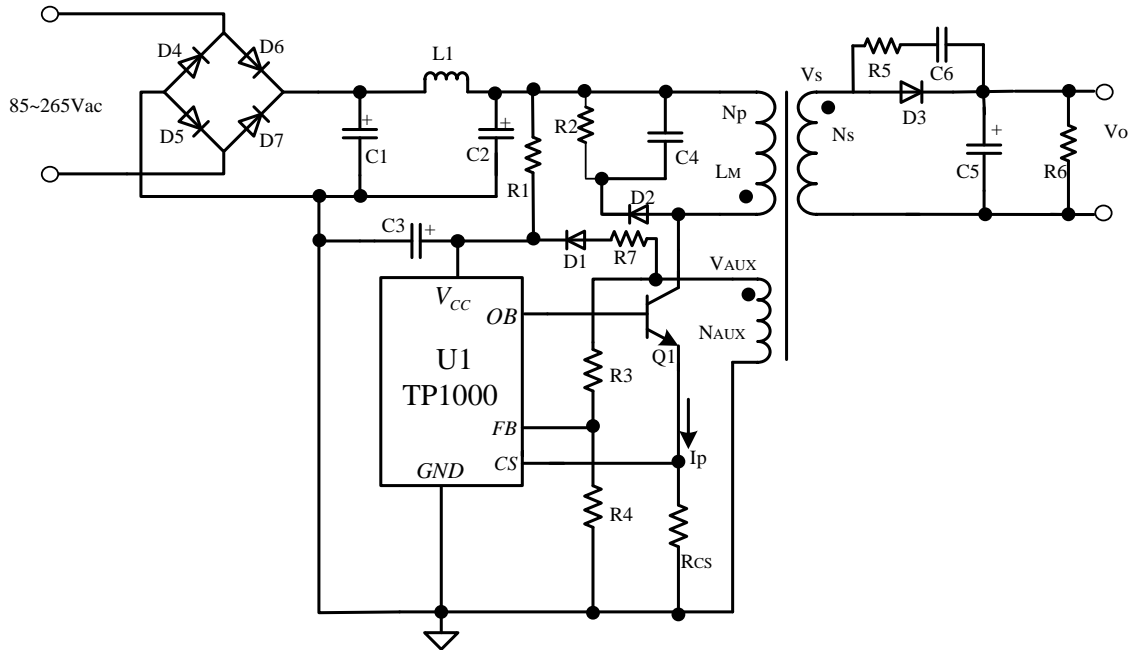 D4
D6
D5
D7
85~265Vac
L1
C1
+
C2
+
R1
R2
C4
D2
Np
LM
Vs
Ns
R5
C6
D3
C5
+
R6
Vo
C3
+
D1
R7
VAUX
NAUX
VCC
OB
U1
TP1000
FB
CS
GND
Q1
R3
R4
Ip
RCS